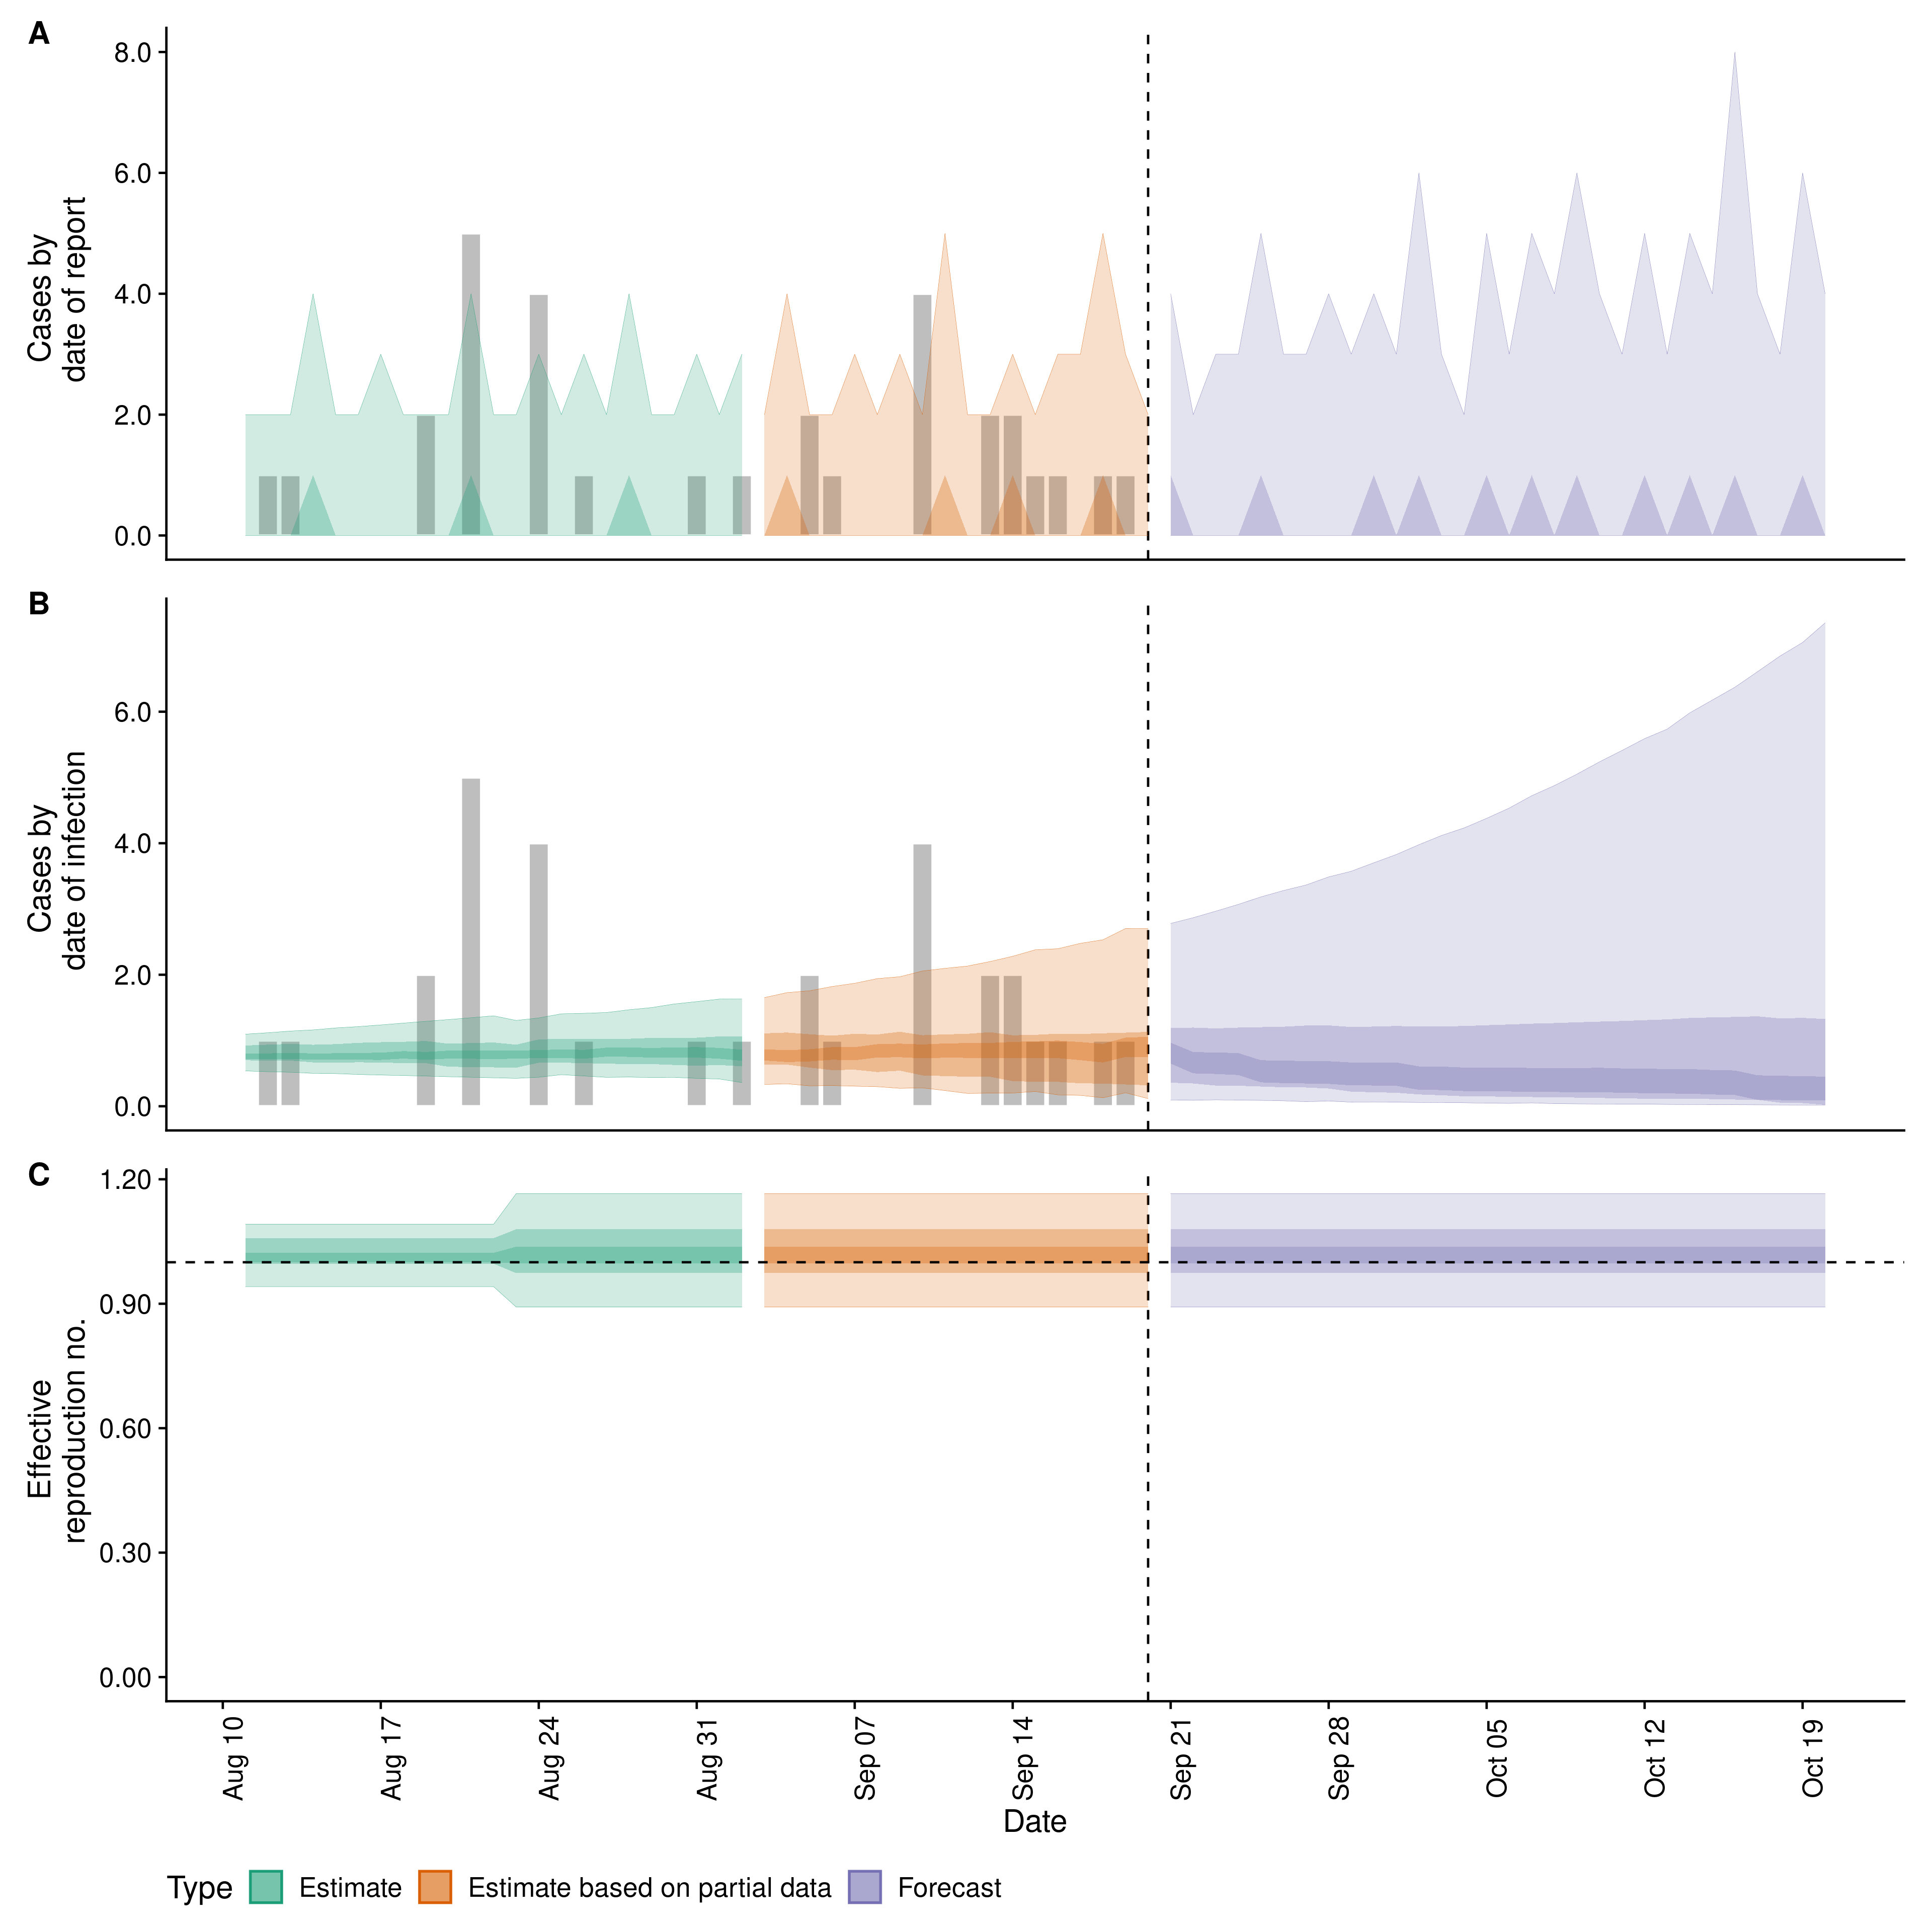 A
8.0
6.0
4.0
2.0
0.0
Cases by
date of report
B
6.0
4.0
2.0
0.0
Cases by
date of infection
C
1.20
0.90
0.60
0.30
0.00
Effective
reproduction no.
Aug 10
Aug 17
Aug 24
Aug 31
Sep 07
Sep 14
Sep 21
Sep 28
Oct 05
Oct 12
Oct 19
Date
Type Estimate Estimate based on partial data Forecast